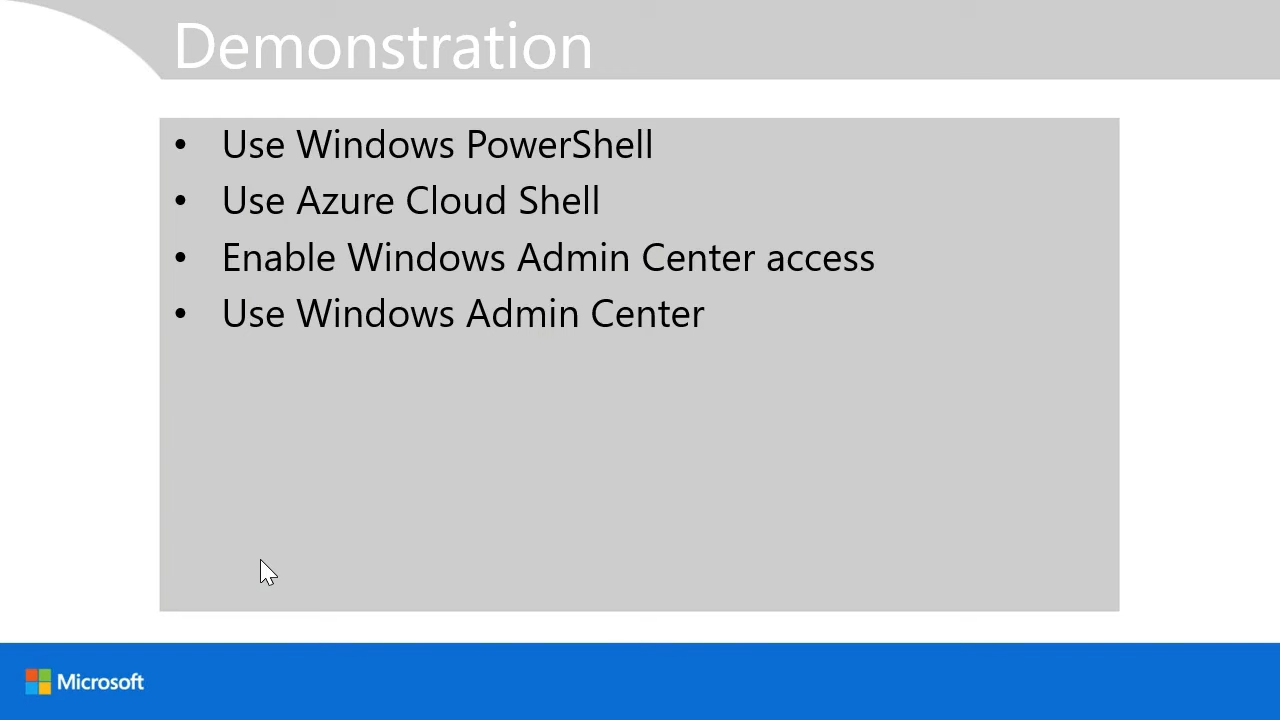 Demonstration
• Use Windows PowerShell
• Use Azure Cloud Shell
• Enable Windows Admin Center access
• Use Windows Admin Center
Microsoft